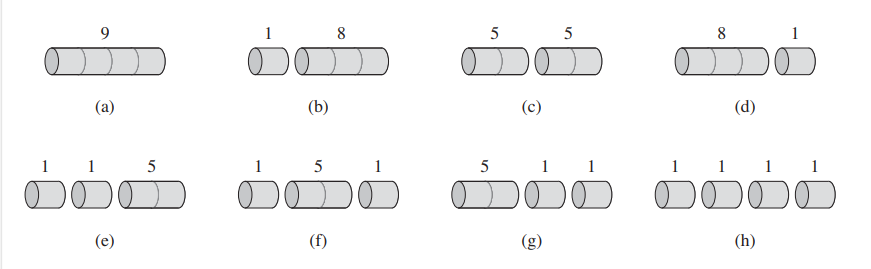 9 1 8 5 5 8 1
(a) (b) (c) (d)
1 1 5 1 5 1 5 1 1 1 1 1 1
(e) (f) (g) (h)